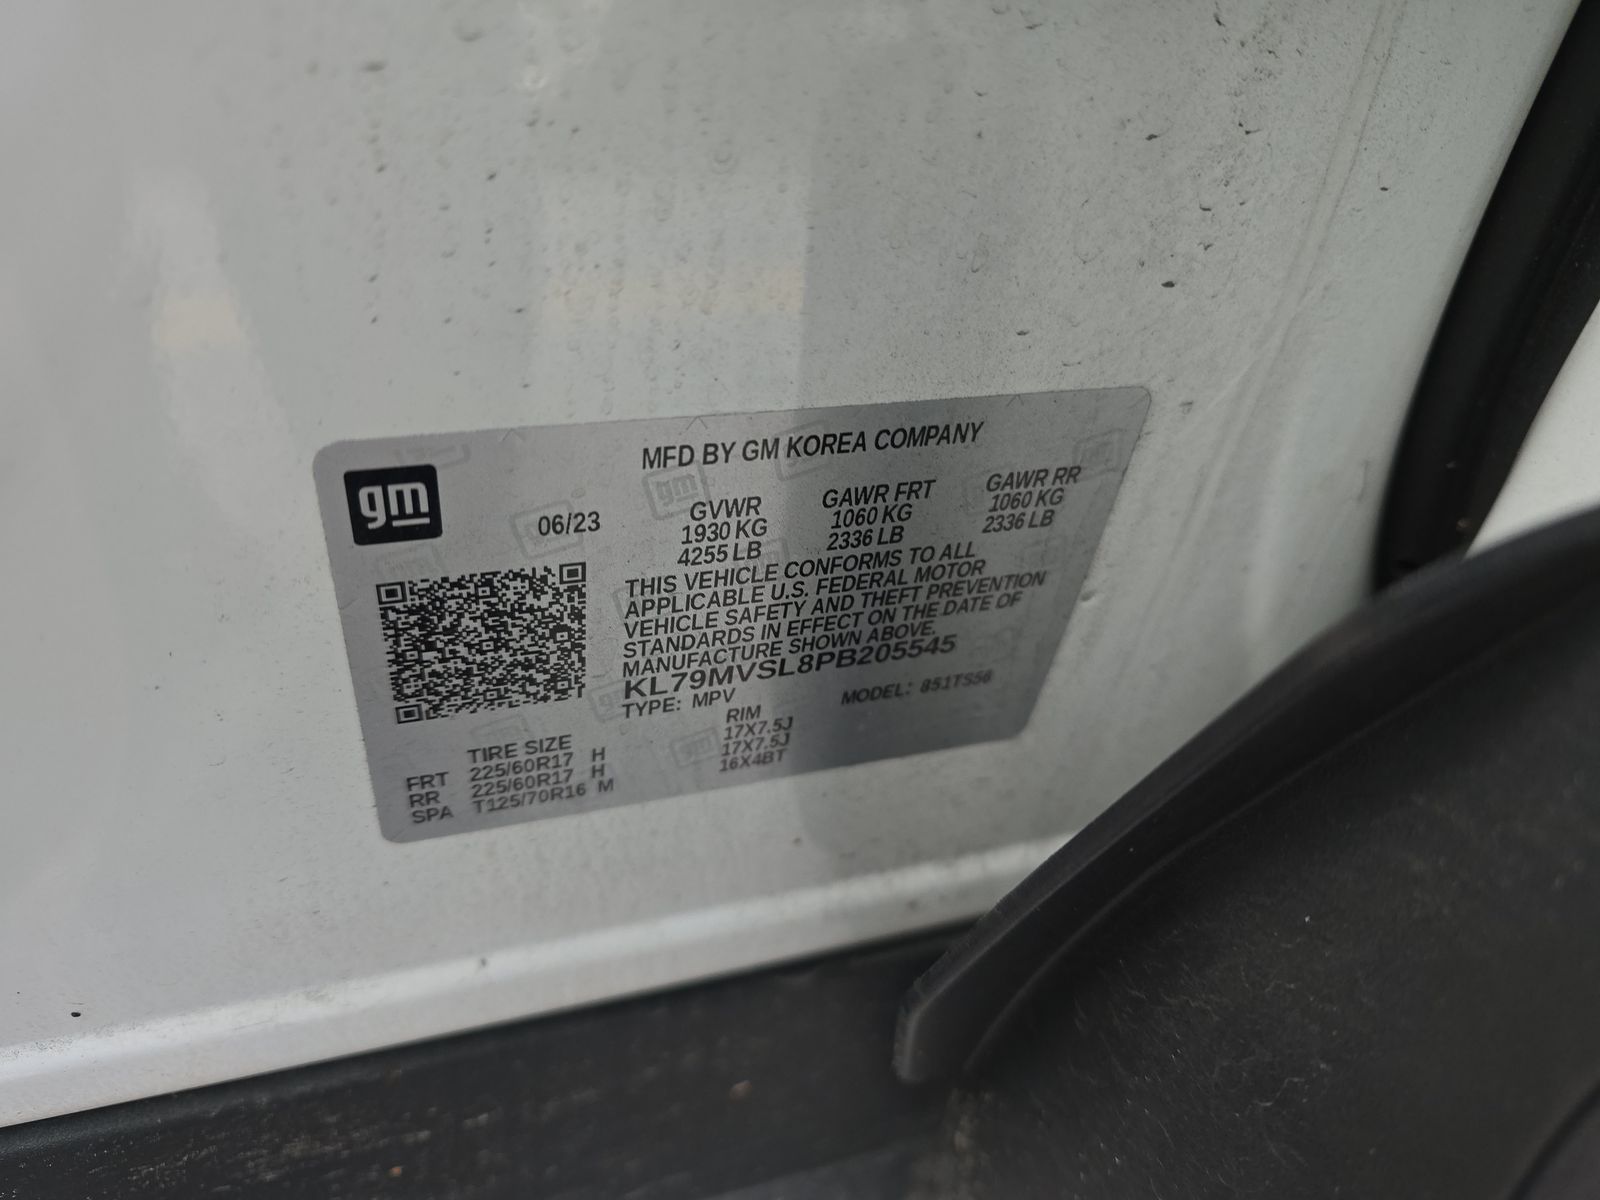 gm
MFD BY GM KOREA COMPANY
06/23
GVWR GAWR FRT GAWR RR
1930 KG 1060 KG 1060 KG
4255 LB 2336 LB 2336 LB
THIS VEHICLE CONFORMS TO ALL
APPLICABLE U.S. FEDERAL MOTOR
VEHICLE SAFETY AND THEFT PREVENTION
STANDARDS IN EFFECT ON THE DATE OF
MANUFACTURE SHOWN ABOVE.
KL79MVSL8PB205545
TYPE: MPV MODEL: 851TS56
TIRE SIZE RIM
FRT 225/60R17 H 17X7.5J
RR 225/60R17 H 17X7.5J
SPA T125/70R16 M 16X4BT